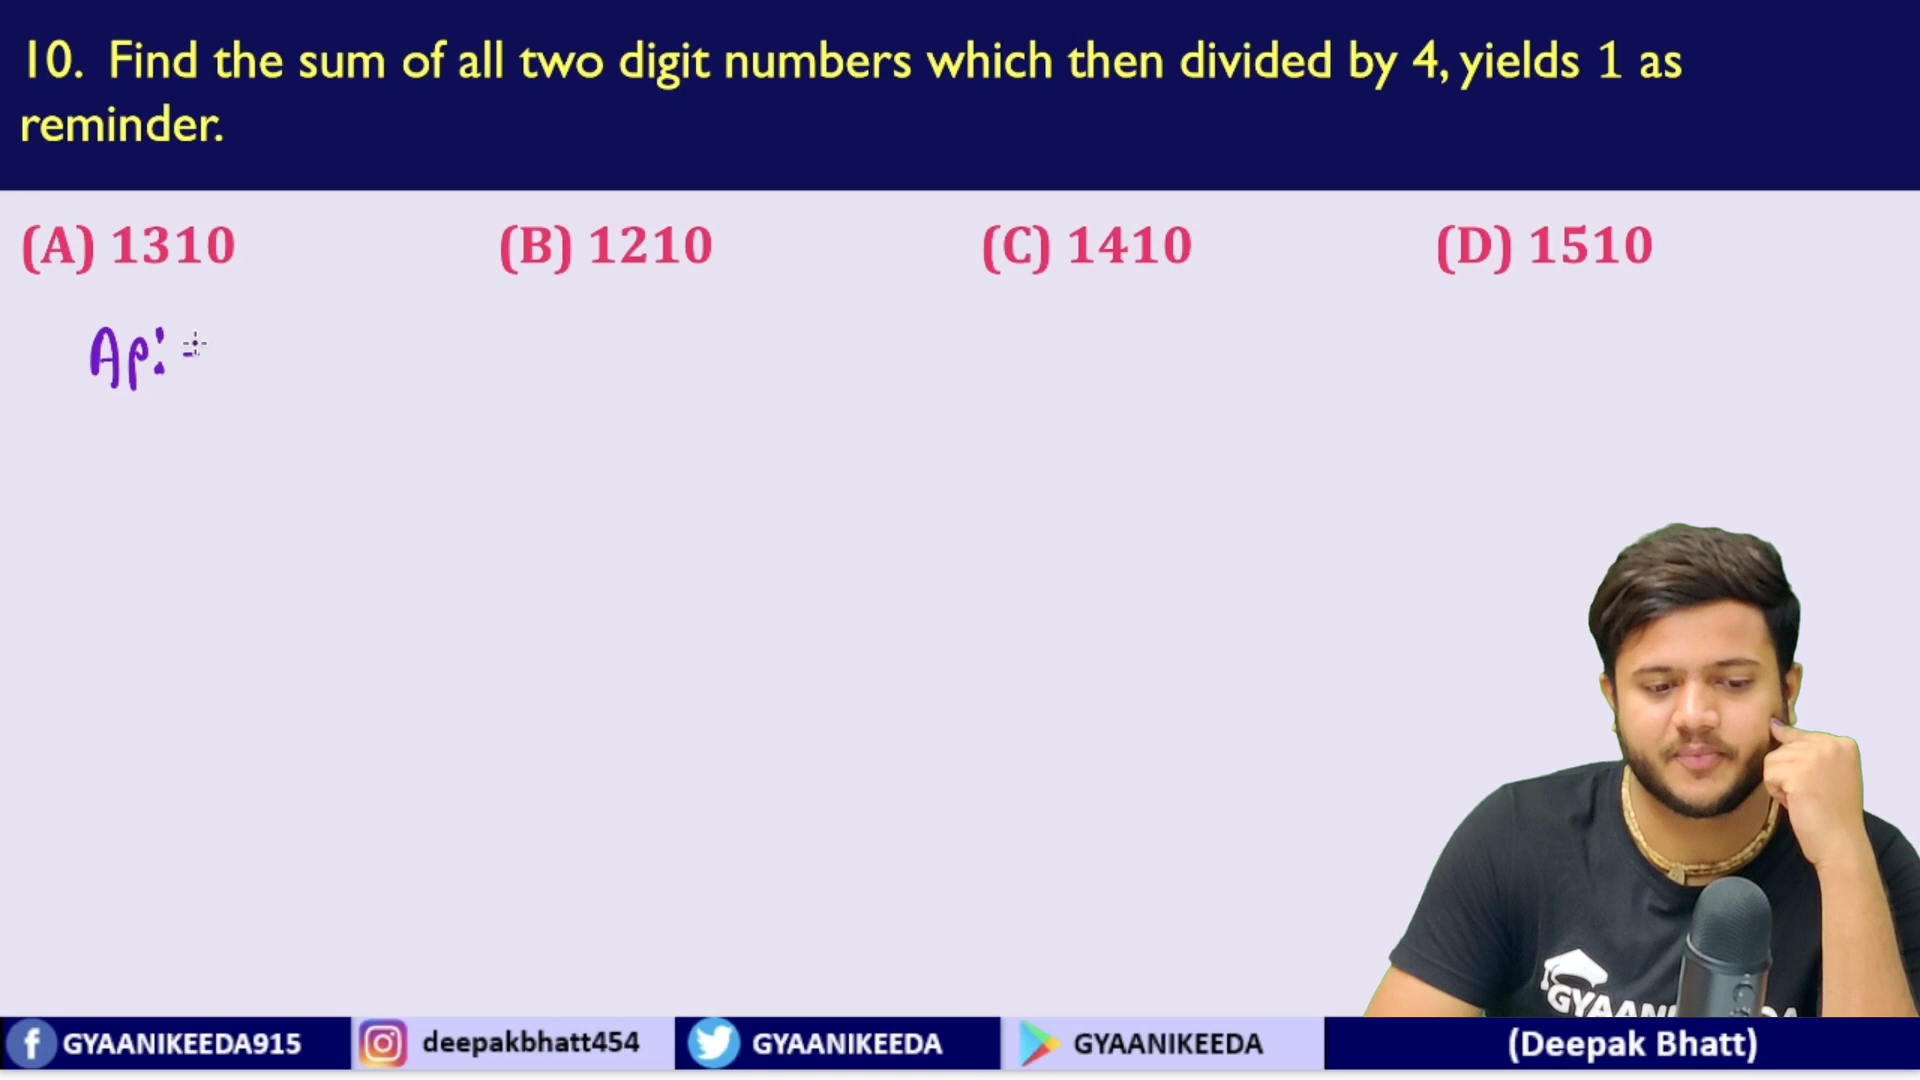 10. Find the sum of all two digit numbers which then divided by 4, yields 1 as
reminder.
(A) 1310 (B) 1210 (C) 1410 (D) 1510
AP: -
GYAANIKEEDA
GYAANIKEEDA915 deepakbhatt454 GYAANIKEEDA GYAANIKEEDA (Deepak Bhatt)